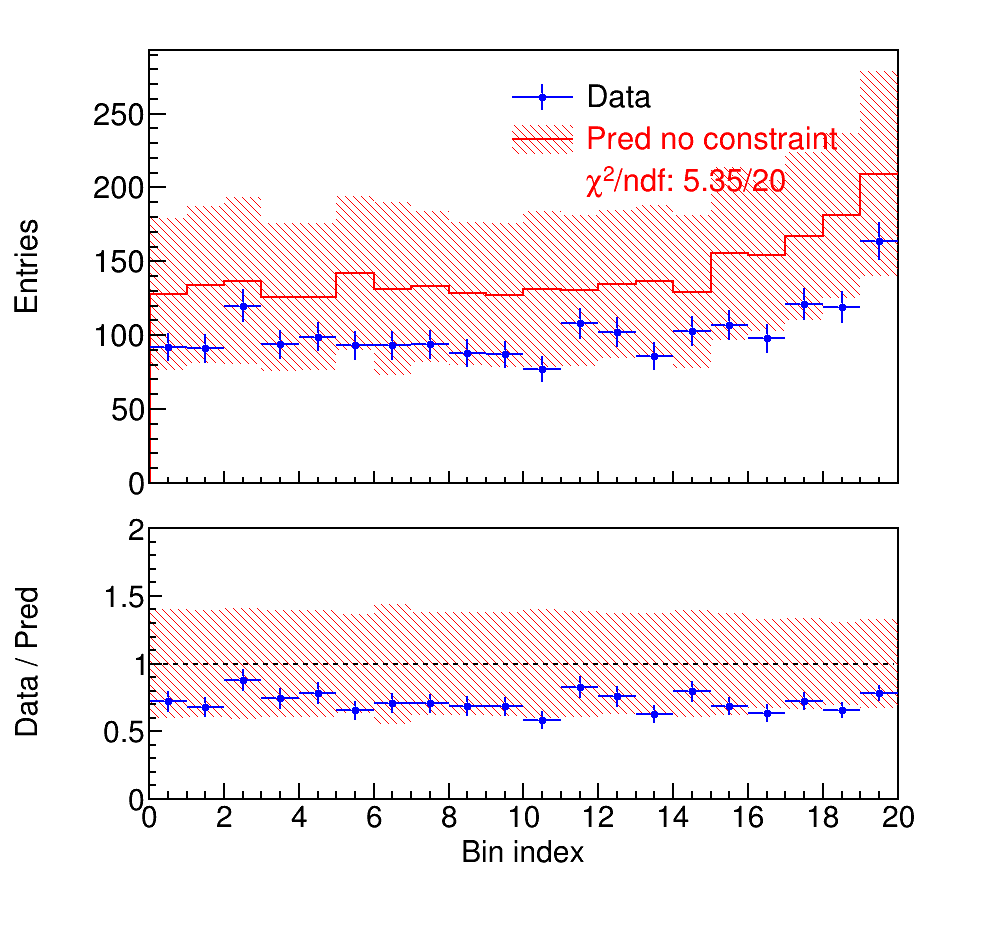 Entries
250
200
150
100
50
0
Data
Pred no constraint
χ²/ndf: 5.35/20
Data / Pred
2
1.5
1
0.5
0
0 2 4 6 8 10 12 14 16 18 20
Bin index